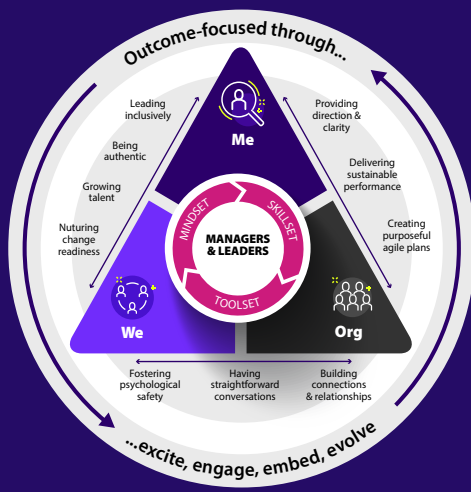 Outcome-focused through...
Me
Leading
inclusively
Being
authentic
Growing
talent
Nuturing
change
readiness
Providing
direction &
clarity
Delivering
sustainable
performance
Creating
purposeful
agile plans
MINDSET
SKILLSET
TOOLSET
MANAGERS
& LEADERS
We
Org
Fostering
psychological
safety
Having
straightforward
conversations
Building
connections
& relationships
...excite, engage, embed, evolve